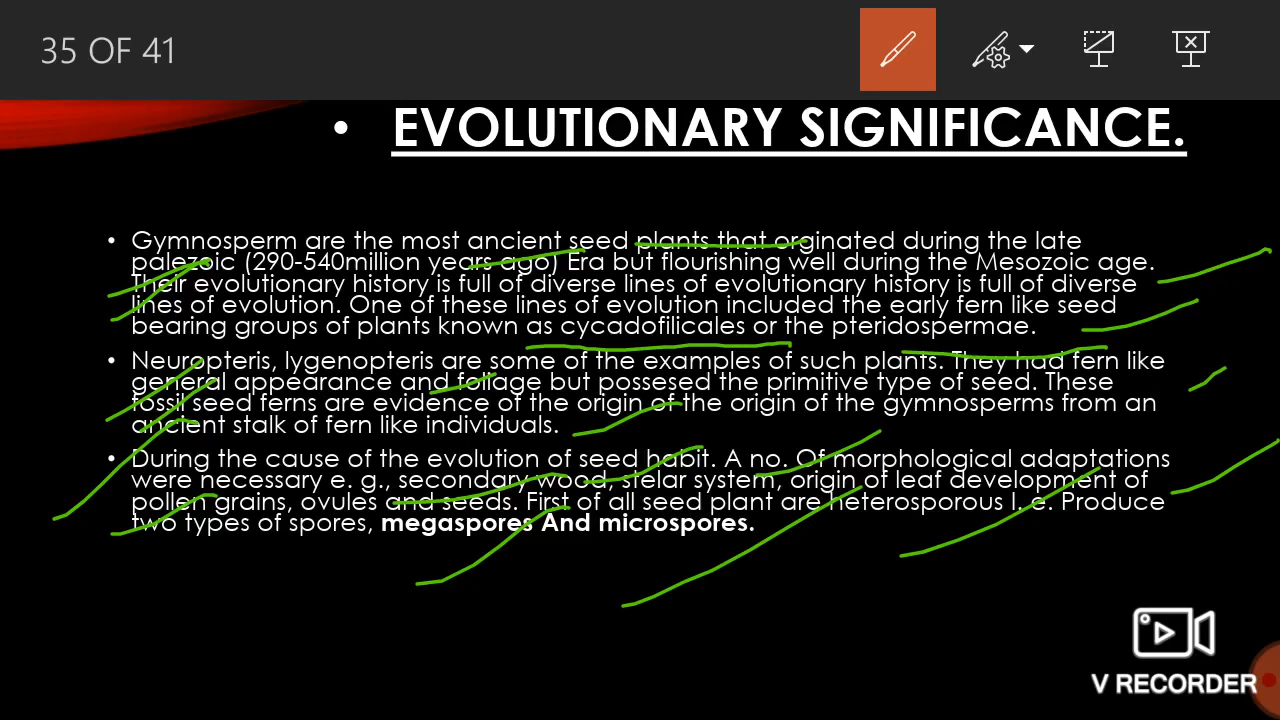 35 OF 41
• EVOLUTIONARY SIGNIFICANCE.
• Gymnosperm are the most ancient seed plants that orginated during the late
palezoic (290-540million years ago) Era but flourishing well during the Mesozoic age.
Their evolutionary history is full of diverse lines of evolutionary history is full of diverse
lines of evolution. One of these lines of evolution included the early fern like seed
bearing groups of plants known as cycadofilicales or the pteridospermae.
• Neuropteris, lygenopteris are some of the examples of such plants. They had fern like
general appearance and foliage but possesed the primitive type of seed. These
fossil seed ferns are evidence of the origin of the origin of the gymnosperms from an
ancient stalk of fern like individuals.
• During the cause of the evolution of seed habit. A no. Of morphological adaptations
were necessary e. g., secondary wood, stelar system, origin of leaf development of
pollen grains, ovules and seeds. First of all seed plant are heterosporous I. e. Produce
two types of spores, megaspores And microspores.
V RECORDER